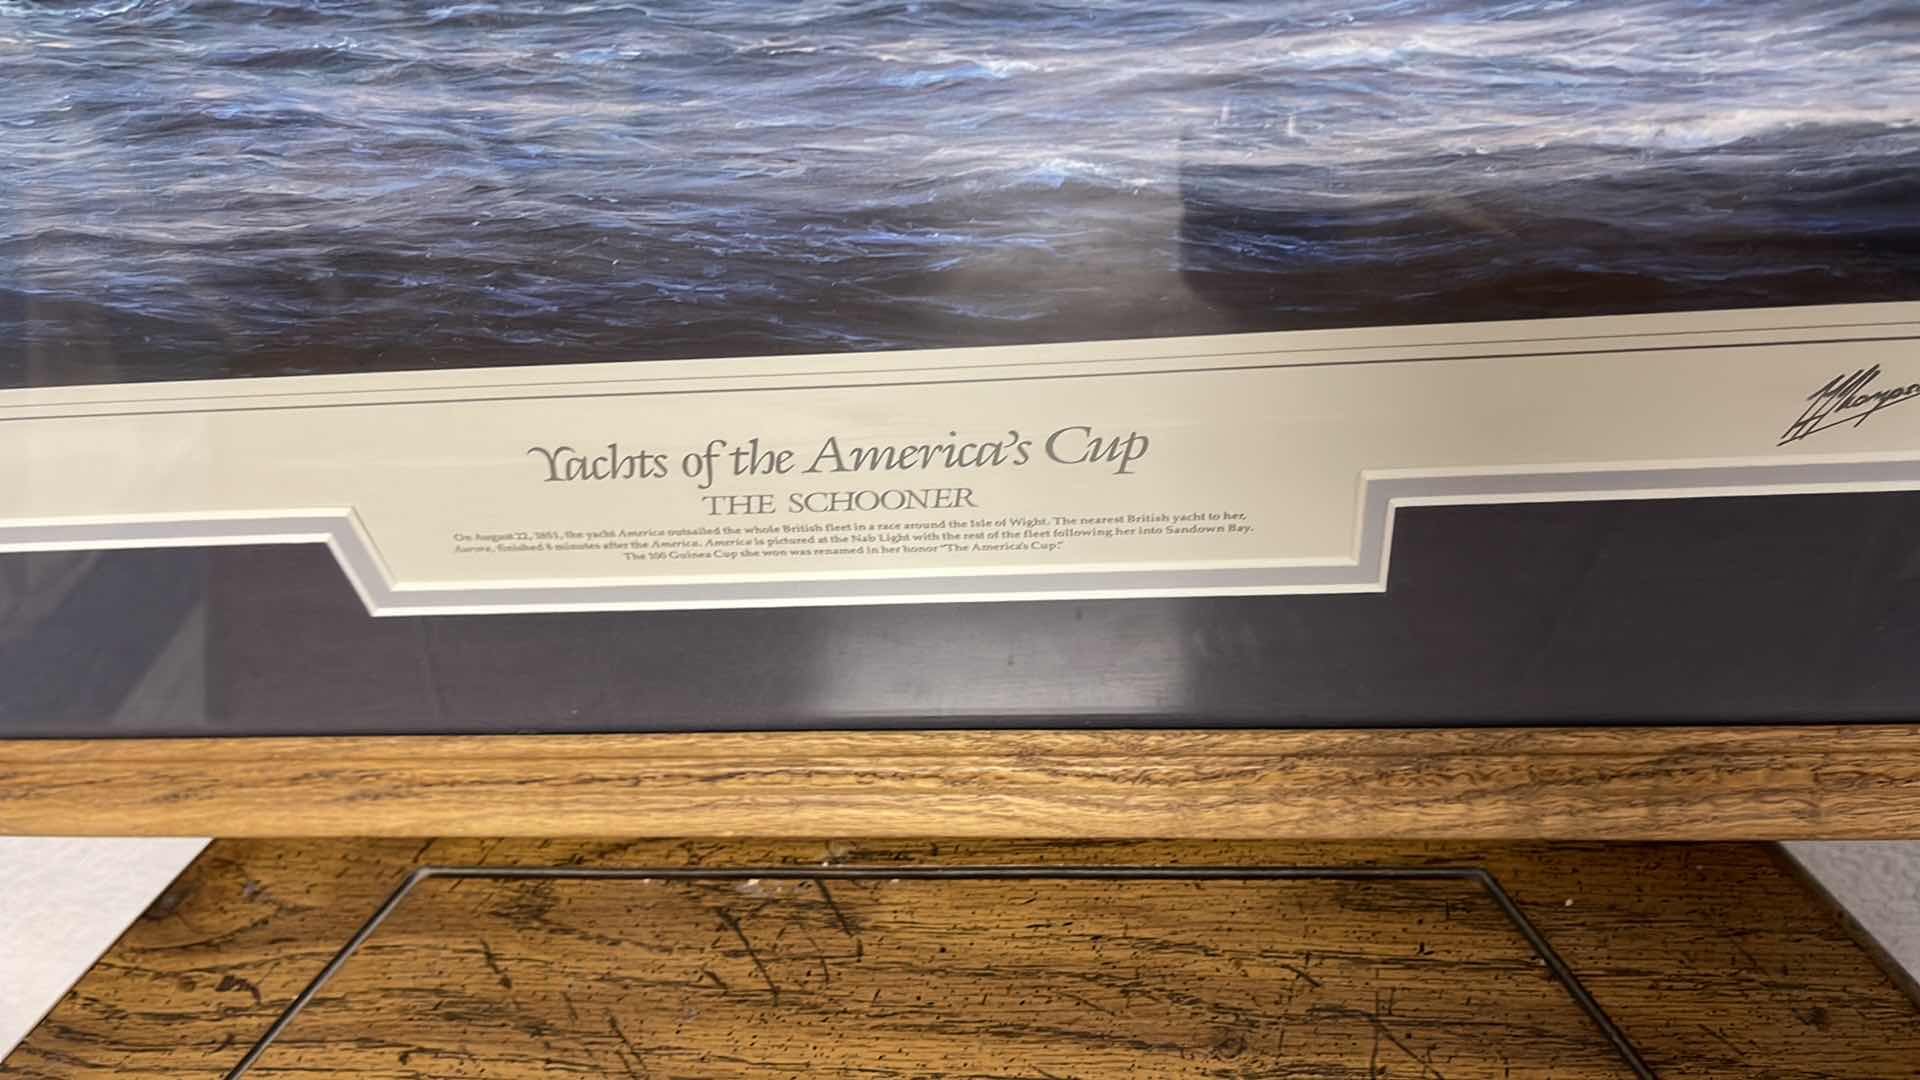 Yachts of the America's Cup
THE SCHOONER
On August 22, 1851, the yacht America outsailed the whole British fleet in a race around the Isle of Wight. The nearest British yacht to her,
Aurora, finished 8 minutes after the America. America is pictured at the Nab Light with the rest of the fleet following her into Sandown Bay.
The 100 Guinea Cup she won was renamed in her honor "The America's Cup."